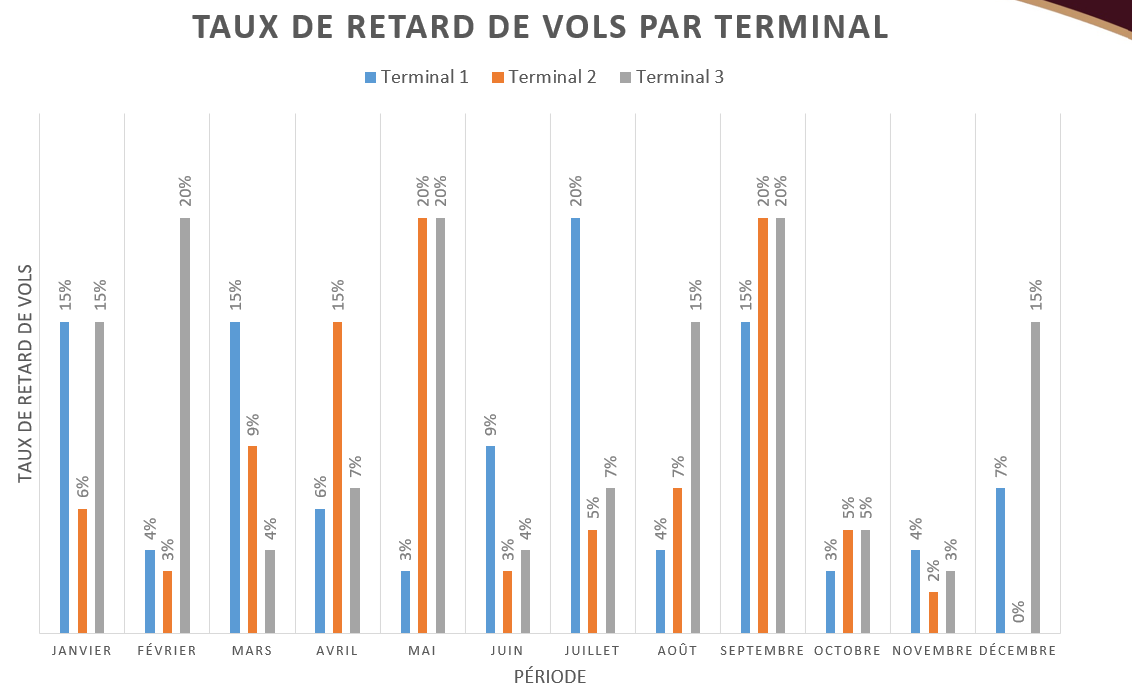 TAUX DE RETARD DE VOLS PAR TERMINAL
Terminal 1 Terminal 2 Terminal 3
TAUX DE RETARD DE VOLS
15% 6% 15%
4% 3% 20%
15% 9% 4%
6% 15% 7%
3% 20% 20%
9% 3% 4%
20% 5% 7%
4% 7% 15%
15% 20% 20%
3% 5% 5%
4% 2% 3%
7% 0% 15%
JANVIER FÉVRIER MARS AVRIL MAI JUIN JUILLET AOÛT SEPTEMBRE OCTOBRE NOVEMBRE DÉCEMBRE
PÉRIODE